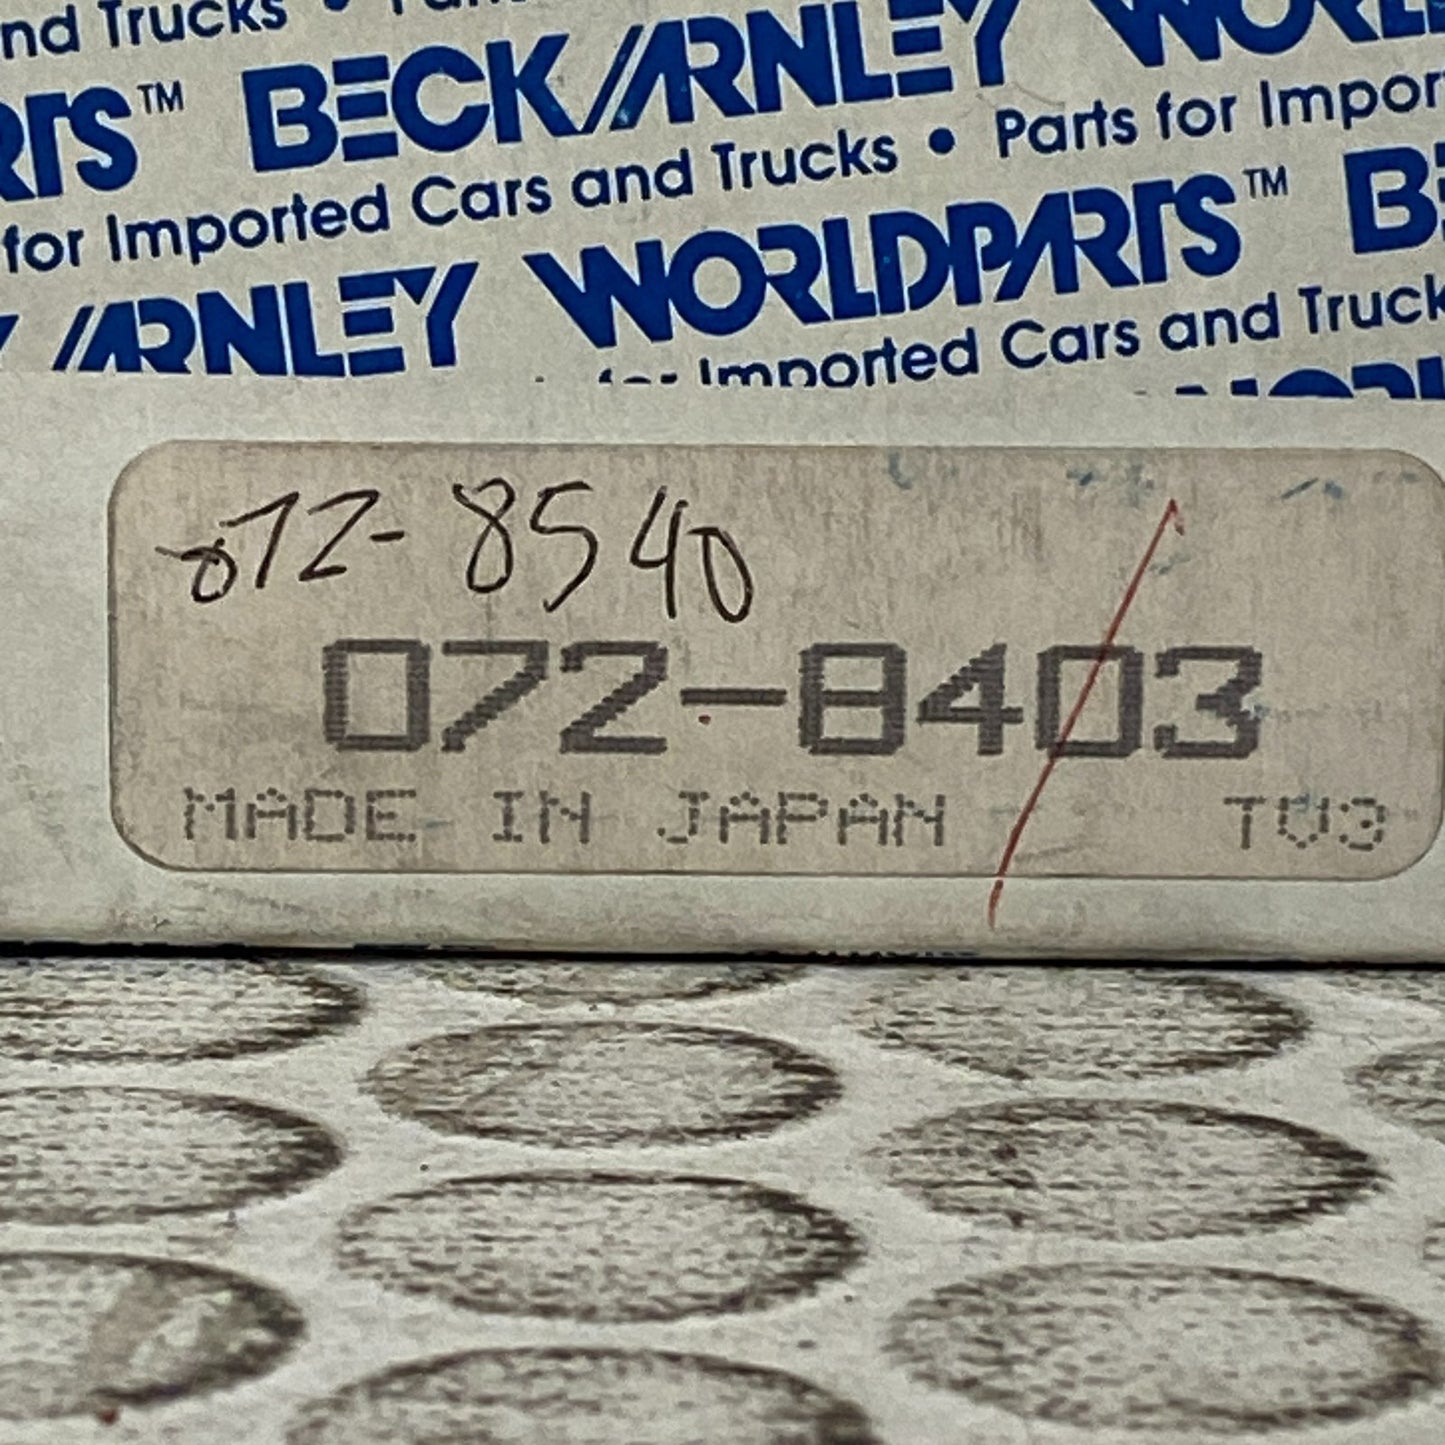 nd Trucks •
RTS™ BECK/ARNLEY WORL
for Imported Cars and Trucks • Parts for Impor
ARNLEY WORLDPARTS™ B
for Imported Cars and Truck
072-8540
072-8403
MADE IN JAPAN TV3